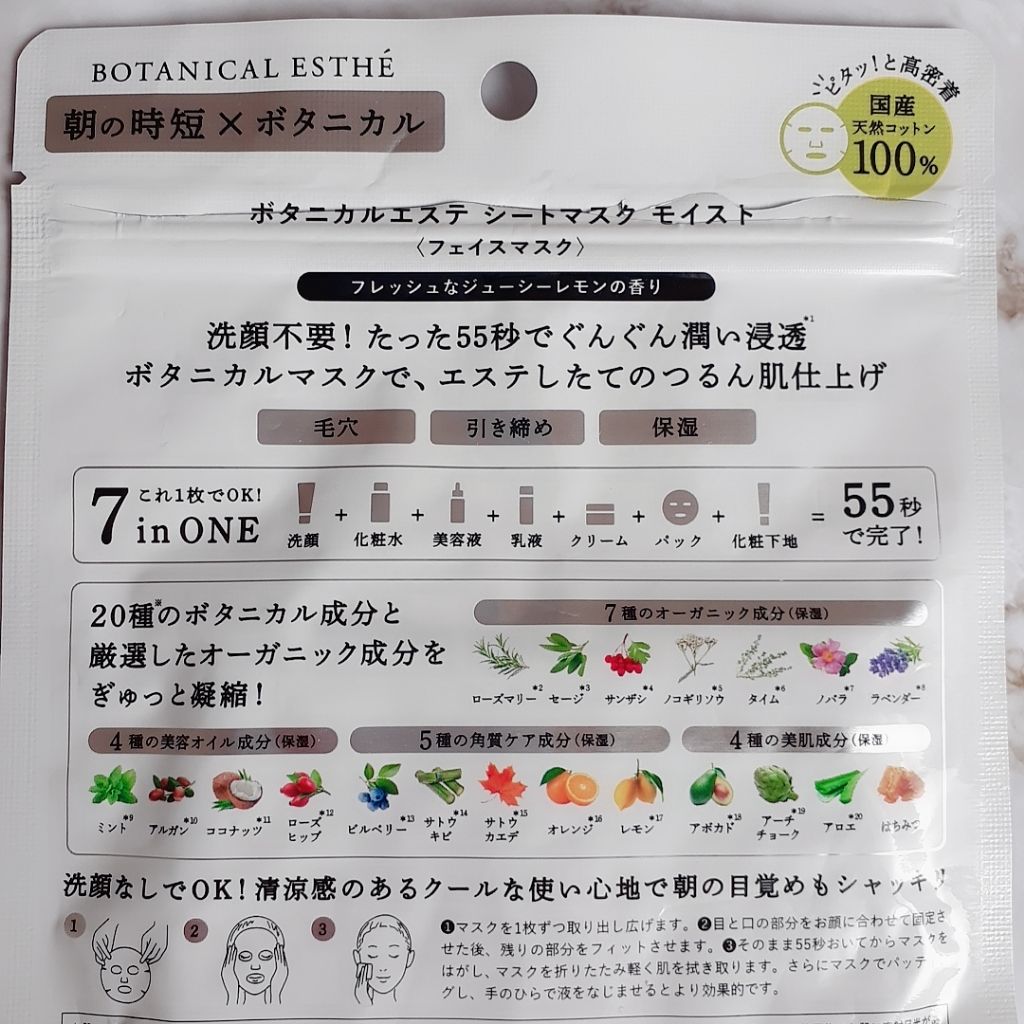 BOTANICAL ESTHÉ
朝の時短×ボタニカル
ピタッ!と高密着
国産
天然コットン
100%
ボタニカルエステ シートマスク モイスト
〈フェイスマスク〉
フレッシュなジューシーレモンの香り
洗顔不要!たった55秒でぐんぐん潤い浸透*1
ボタニカルマスクで、エステしたてのつるん肌仕上げ
毛穴 引き締め 保湿
これ1枚でOK!
7 in ONE
洗顔 + 化粧水 + 美容液 + 乳液 + クリーム + パック + 化粧下地 = 55秒で完了!
20種※のボタニカル成分と
厳選したオーガニック成分を
ぎゅっと凝縮!
7種のオーガニック成分(保湿)
ローズマリー*2 セージ*3 サンザシ*4 ノコギリソウ*5 タイム*6 ノバラ*7 ラベンダー*8
4種の美容オイル成分(保湿) 5種の角質ケア成分(保湿) 4種の美肌成分(保湿)
ミント*9 アルガン*10 ココナッツ*11 ローズヒップ*12 ビルベリー*13 サトウキビ*14 サトウカエデ*15 オレンジ*16 レモン*17 アボカド*18 アーチチョーク*19 アロエ*20 はちみつ
洗顔なしでOK!清涼感のあるクールな使い心地で朝の目覚めもシャッキリ
1 2 3
❶マスクを1枚ずつ取り出し広げます。❷目と口の部分をお顔に合わせて固定さ
せた後、残りの部分をフィットさせます。❸そのまま55秒おいてからマスクを
はがし、マスクを折りたたみ軽く肌を拭き取ります。さらにマスクでパッティン
グし、手のひらで液をなじませるとより効果的です。